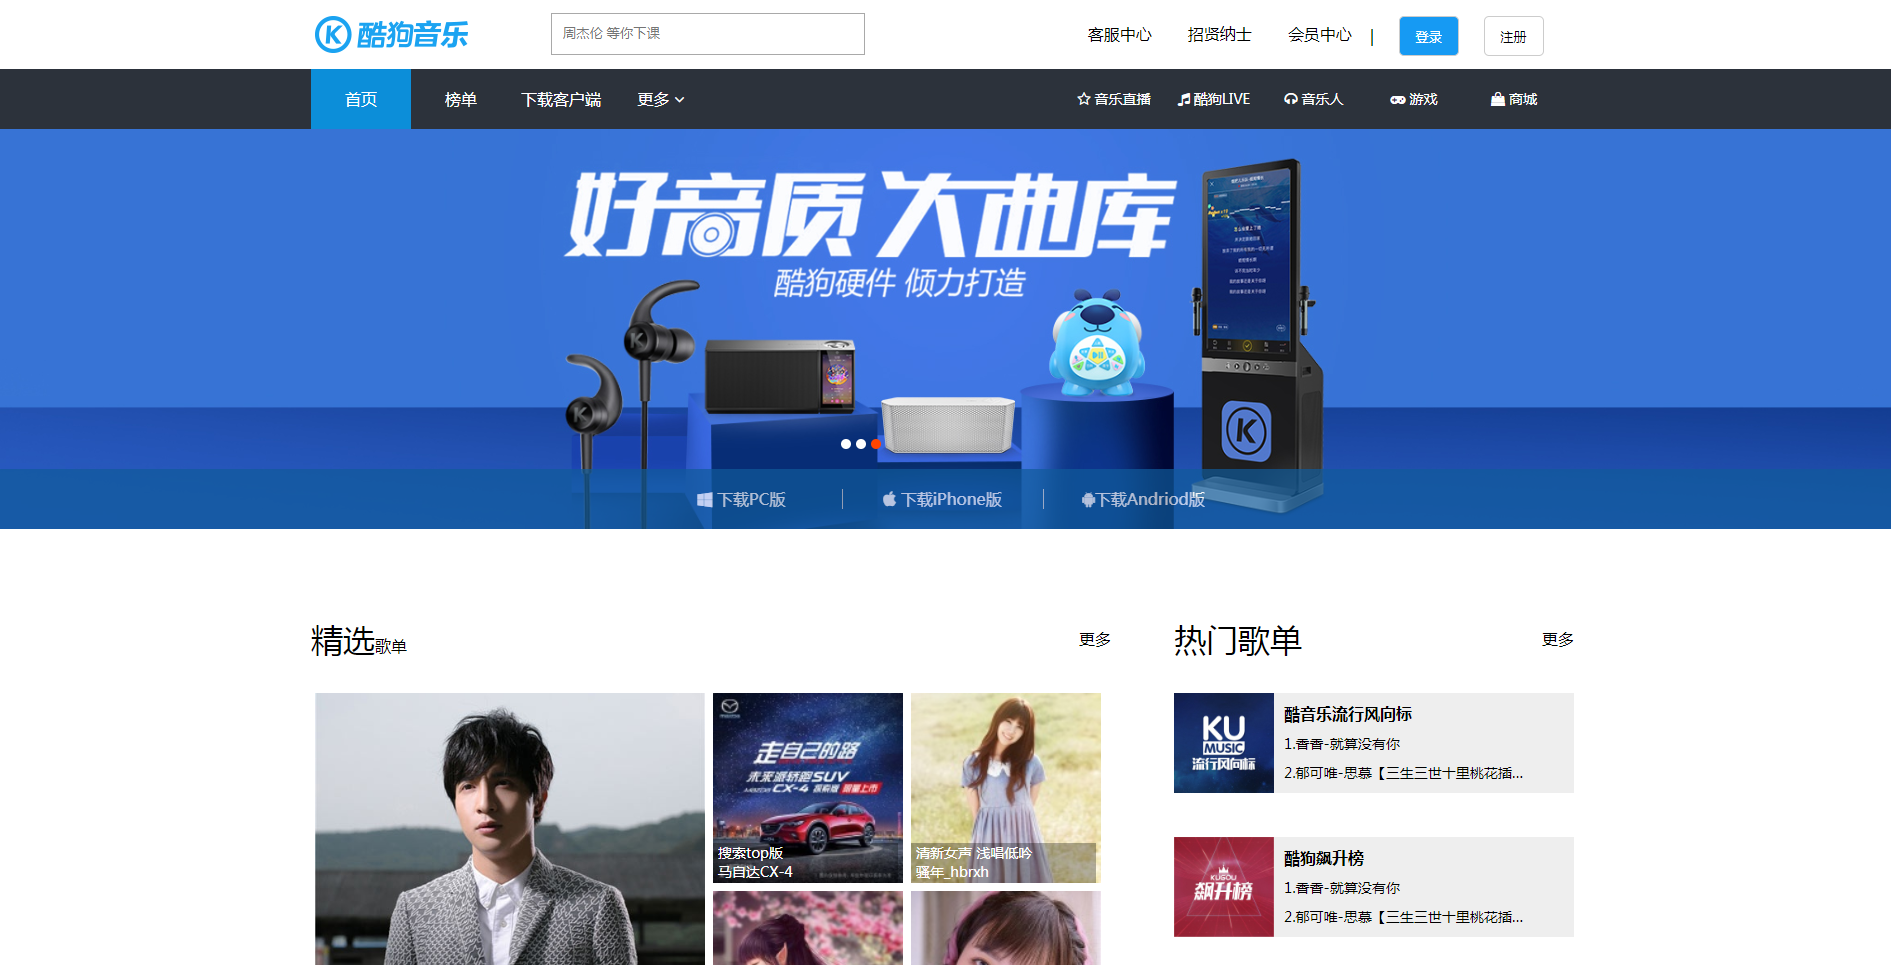 酷狗音乐
周杰伦 等你下课
客服中心 招贤纳士 会员中心 | 登录 注册
首页 榜单 下载客户端 更多 音乐直播 酷狗LIVE 音乐人 游戏 商城
好音质 大曲库
酷狗硬件 倾力打造
下载PC版 下载iPhone版 下载Andriod版
精选歌单 更多
热门歌单 更多
走自己的路
未来派轿跑SUV
MAZDA CX-4 探索版 限量上市
搜索top版
马自达CX-4
清新女声 浅唱低吟
骚年_hbrxh
KU
MUSIC
流行风向标
酷音乐流行风向标
1.香香-就算没有你
2.郁可唯-思慕【三生三世十里桃花插...
KUGOU
飙升榜
酷狗飙升榜
1.香香-就算没有你
2.郁可唯-思慕【三生三世十里桃花插...